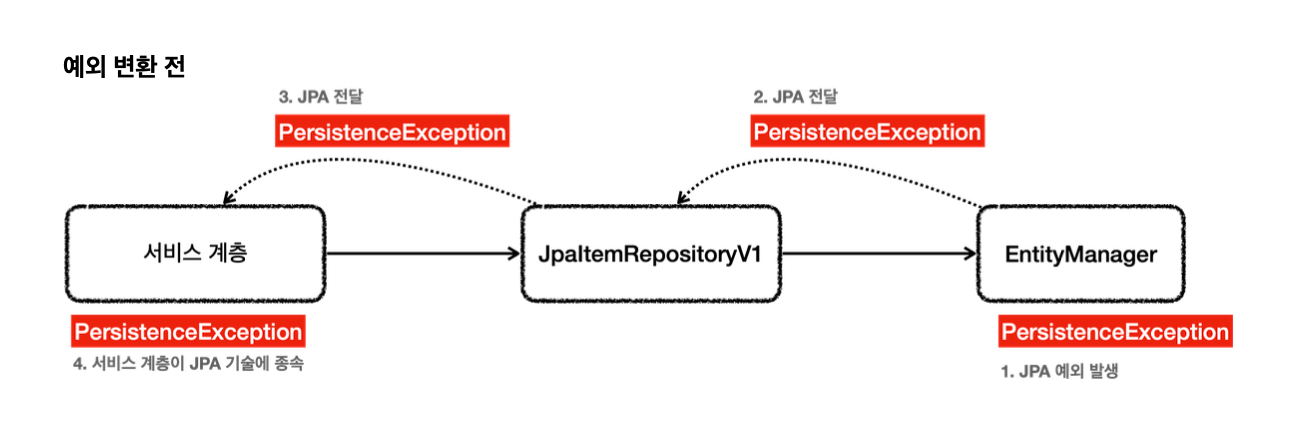 예외 변환 전
3. JPA 전달
PersistenceException
2. JPA 전달
PersistenceException
서비스 계층
JpaItemRepositoryV1
EntityManager
PersistenceException
4. 서비스 계층이 JPA 기술에 종속
PersistenceException
1. JPA 예외 발생